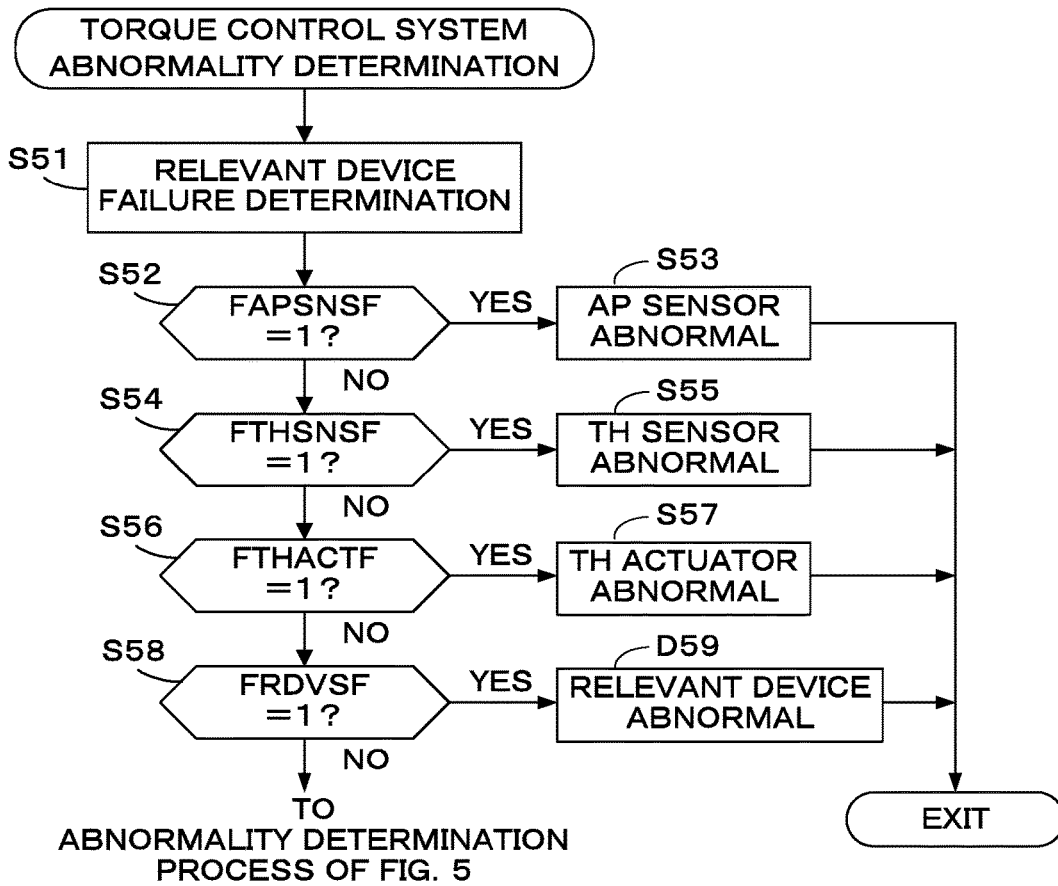 TORQUE CONTROL SYSTEM
ABNORMALITY DETERMINATION
S51
RELEVANT DEVICE
FAILURE DETERMINATION
S52
FAPSNSF
=1?
YES
S53
AP SENSOR
ABNORMAL
NO
S54
FTHSNSF
=1?
YES
S55
TH SENSOR
ABNORMAL
NO
S56
FTHACTF
=1?
YES
S57
TH ACTUATOR
ABNORMAL
NO
S58
FRDVSF
=1?
YES
D59
RELEVANT DEVICE
ABNORMAL
NO
TO
ABNORMALITY DETERMINATION
PROCESS OF FIG. 5
EXIT